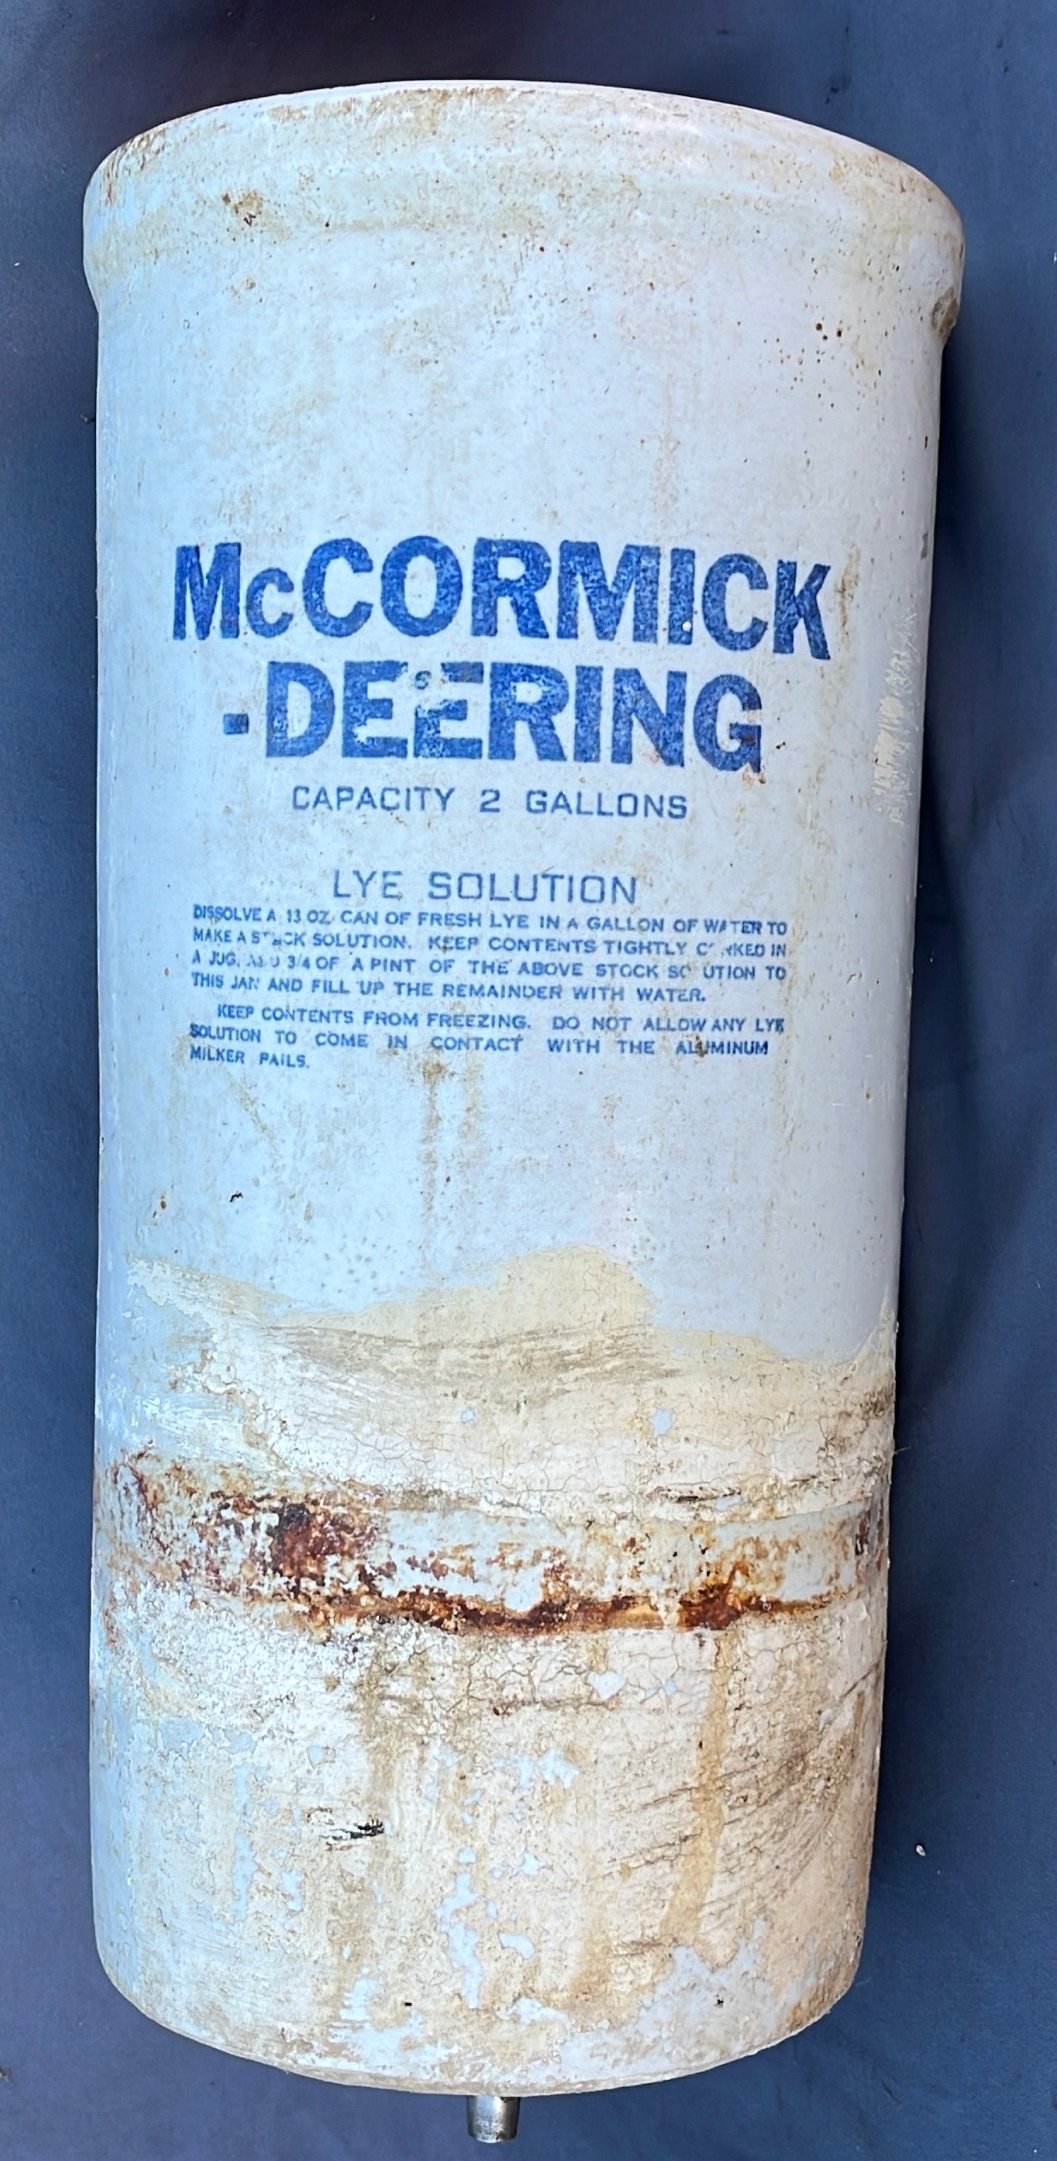 McCORMICK
-DEERING
CAPACITY 2 GALLONS
LYE SOLUTION
DISSOLVE A 13 OZ. CAN OF FRESH LYE IN A GALLON OF WATER TO
MAKE A STOCK SOLUTION. KEEP CONTENTS TIGHTLY CORKED IN
A JUG. ADD 3/4 OF A PINT OF THE ABOVE STOCK SOLUTION TO
THIS JAR AND FILL UP THE REMAINDER WITH WATER.
KEEP CONTENTS FROM FREEZING. DO NOT ALLOW ANY LYE
SOLUTION TO COME IN CONTACT WITH THE ALUMINUM
MILKER PAILS.